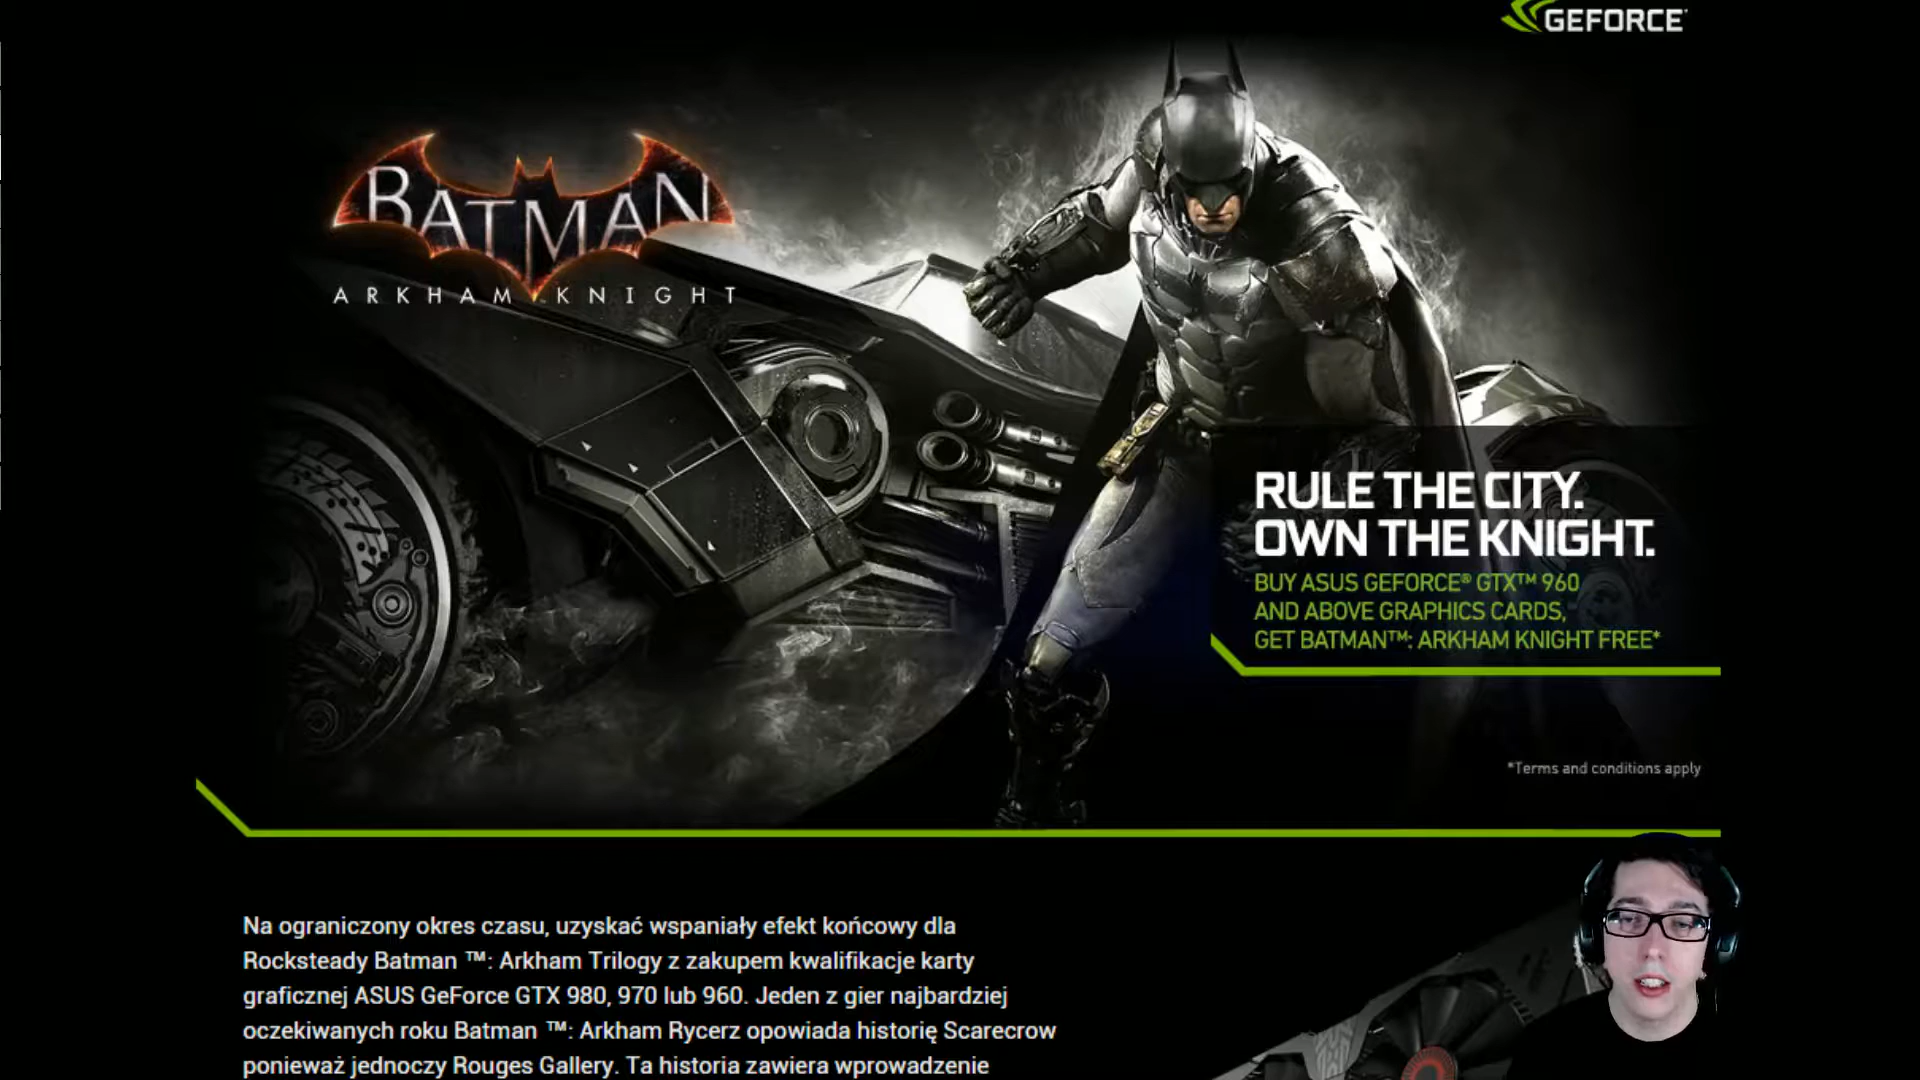 GEFORCE
BATMAN
ARKHAM KNIGHT
RULE THE CITY.
OWN THE KNIGHT.
BUY ASUS GEFORCE® GTX™ 960
AND ABOVE GRAPHICS CARDS,
GET BATMAN™: ARKHAM KNIGHT FREE*
*Terms and conditions apply
Na ograniczony okres czasu, uzyskać wspaniały efekt końcowy dla
Rocksteady Batman ™: Arkham Trilogy z zakupem kwalifikacje karty
graficznej ASUS GeForce GTX 980, 970 lub 960. Jeden z gier najbardziej
oczekiwanych roku Batman ™: Arkham Rycerz opowiada historię Scarecrow
ponieważ jednoczy Rouges Gallery. Ta historia zawiera wprowadzenie